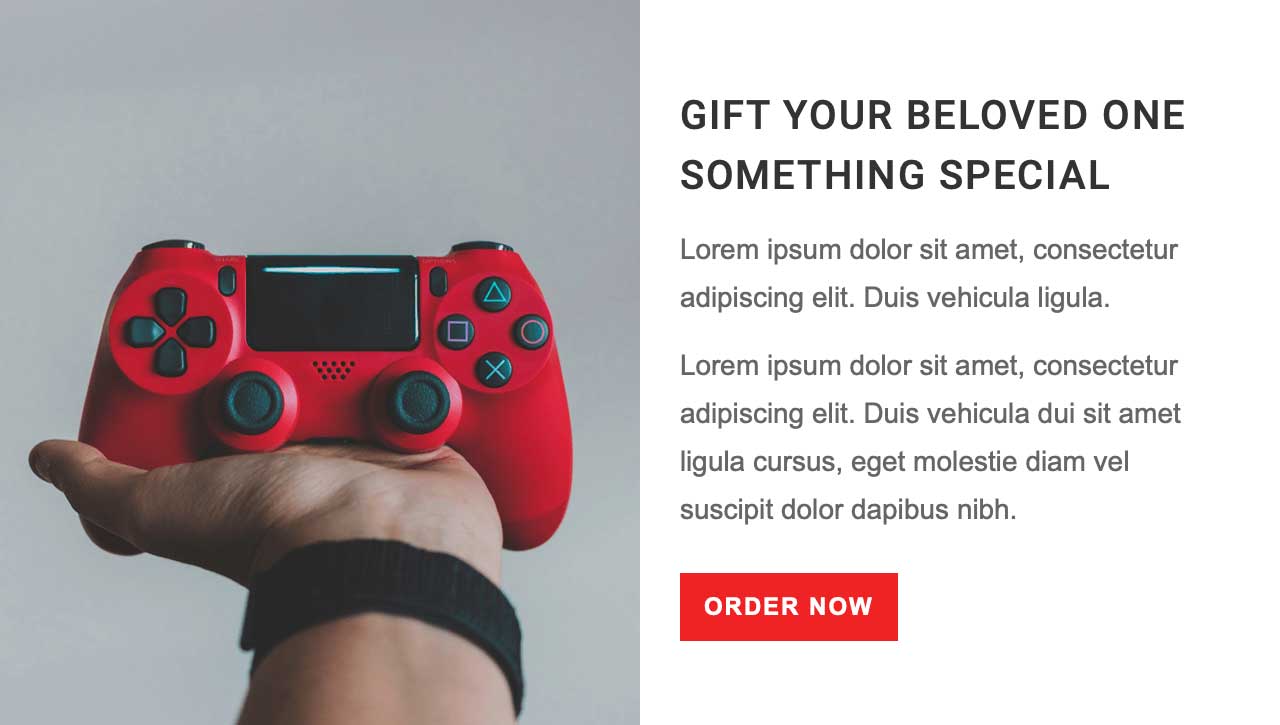 SHARE
OPTIONS
GIFT YOUR BELOVED ONE
SOMETHING SPECIAL
Lorem ipsum dolor sit amet, consectetur
adipiscing elit. Duis vehicula ligula.
Lorem ipsum dolor sit amet, consectetur
adipiscing elit. Duis vehicula dui sit amet
ligula cursus, eget molestie diam vel
suscipit dolor dapibus nibh.
ORDER NOW